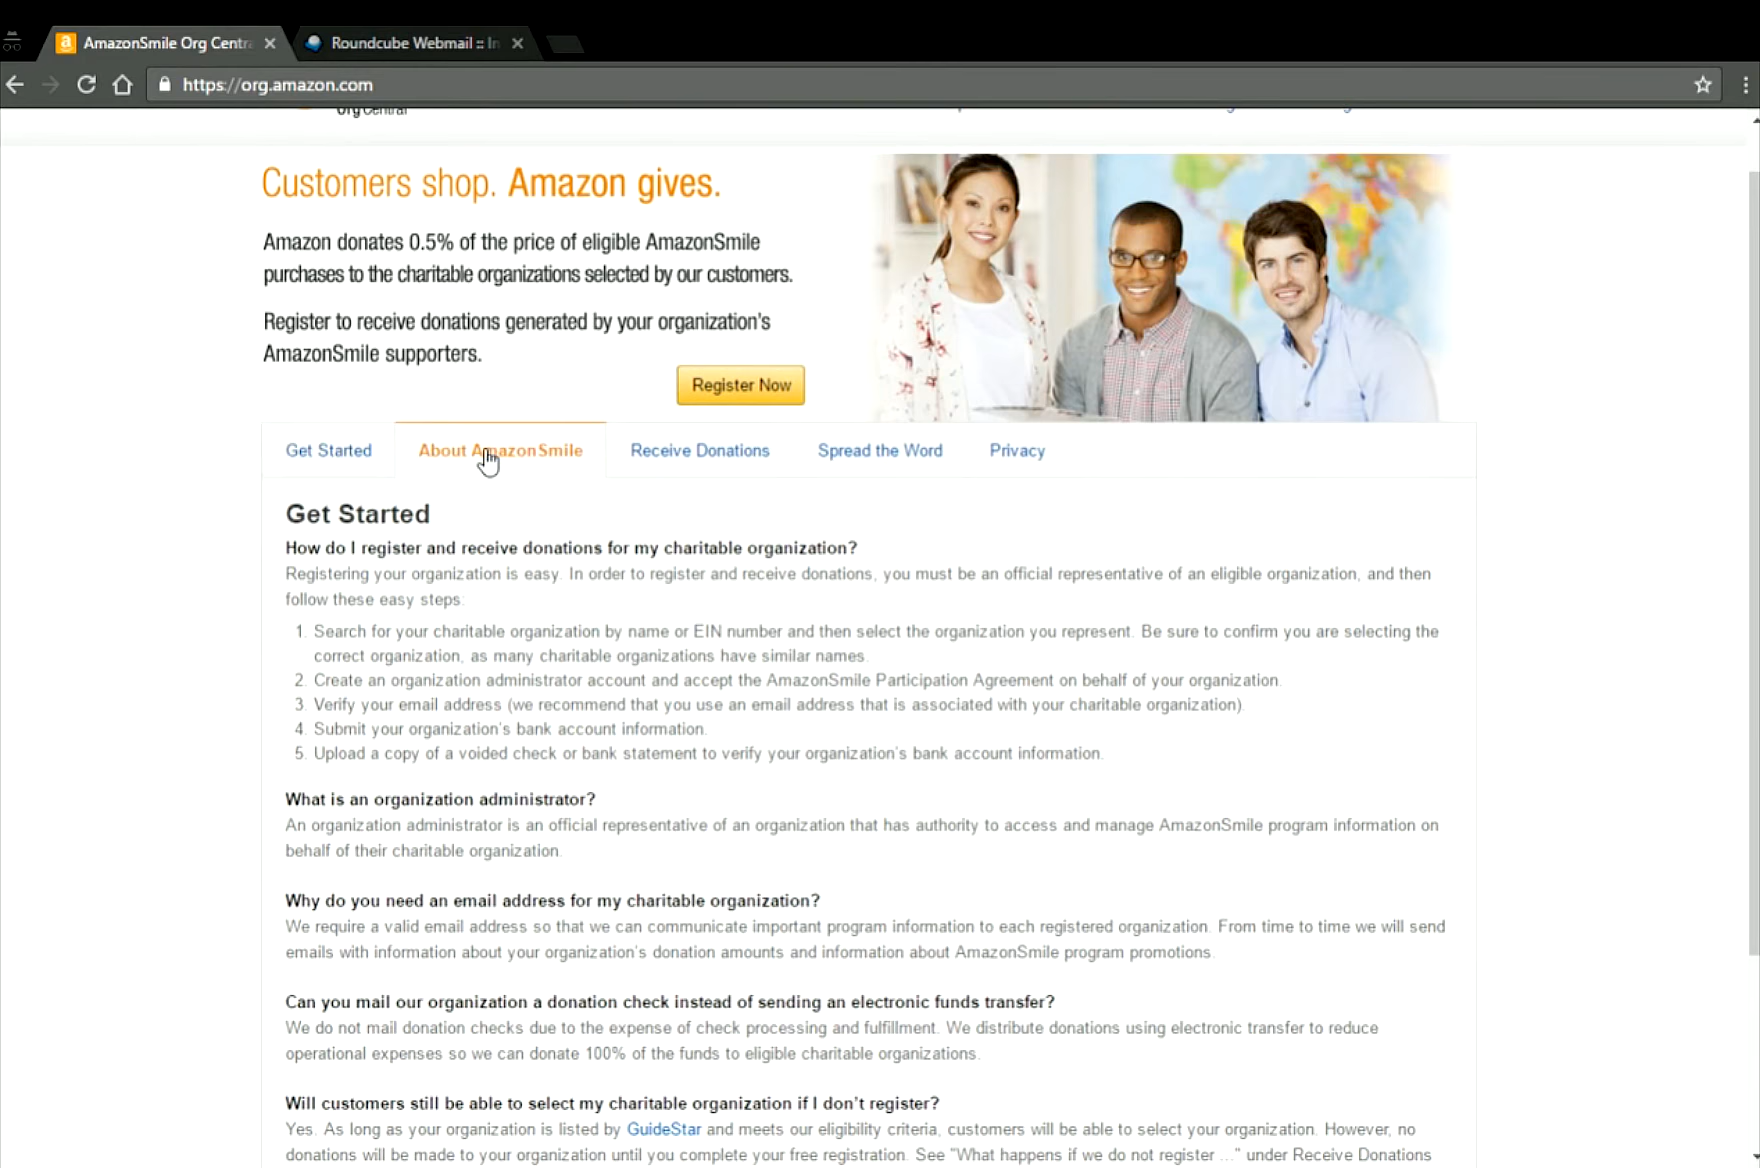 AmazonSmile Org Centr
Roundcube Webmail :: In
https://org.amazon.com
Org Central
Customers shop. Amazon gives.
Amazon donates 0.5% of the price of eligible AmazonSmile
purchases to the charitable organizations selected by our customers.
Register to receive donations generated by your organization's
AmazonSmile supporters.
Register Now
Get Started
About AmazonSmile
Receive Donations
Spread the Word
Privacy
Get Started
How do I register and receive donations for my charitable organization?
Registering your organization is easy. In order to register and receive donations, you must be an official representative of an eligible organization, and then
follow these easy steps:
1. Search for your charitable organization by name or EIN number and then select the organization you represent. Be sure to confirm you are selecting the
correct organization, as many charitable organizations have similar names.
2. Create an organization administrator account and accept the AmazonSmile Participation Agreement on behalf of your organization.
3. Verify your email address (we recommend that you use an email address that is associated with your charitable organization).
4. Submit your organization's bank account information.
5. Upload a copy of a voided check or bank statement to verify your organization's bank account information.
What is an organization administrator?
An organization administrator is an official representative of an organization that has authority to access and manage AmazonSmile program information on
behalf of their charitable organization.
Why do you need an email address for my charitable organization?
We require a valid email address so that we can communicate important program information to each registered organization. From time to time we will send
emails with information about your organization's donation amounts and information about AmazonSmile program promotions.
Can you mail our organization a donation check instead of sending an electronic funds transfer?
We do not mail donation checks due to the expense of check processing and fulfillment. We distribute donations using electronic transfer to reduce
operational expenses so we can donate 100% of the funds to eligible charitable organizations.
Will customers still be able to select my charitable organization if I don't register?
Yes. As long as your organization is listed by GuideStar and meets our eligibility criteria, customers will be able to select your organization. However, no
donations will be made to your organization until you complete your free registration. See "What happens if we do not register ..." under Receive Donations